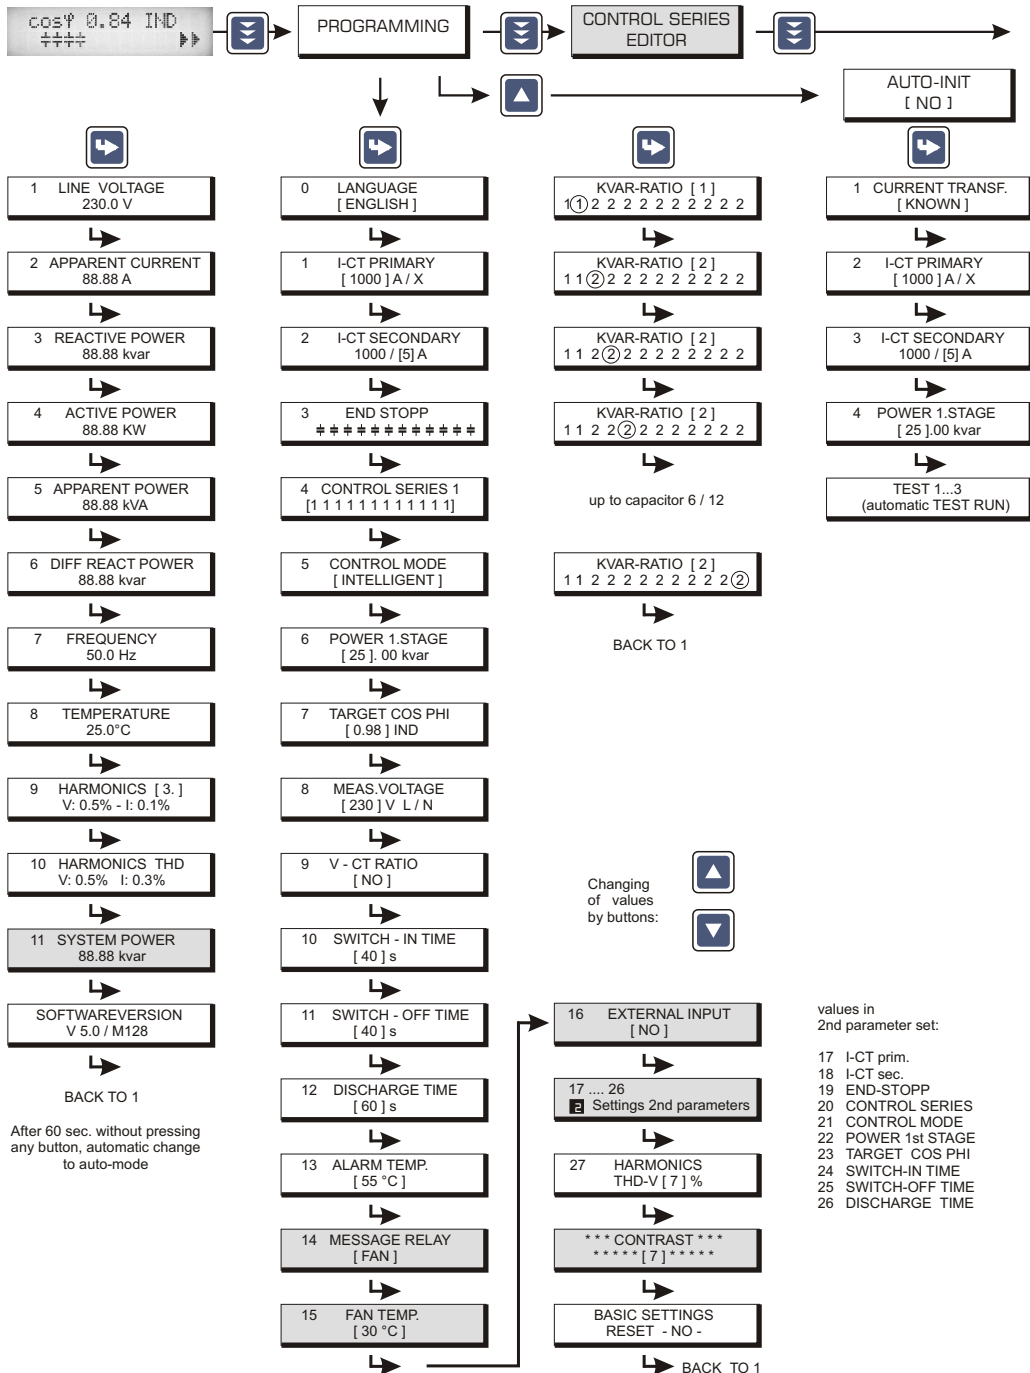 cosφ 0.84 IND
PROGRAMMING
CONTROL SERIES
EDITOR
AUTO-INIT
[ NO ]
1 LINE VOLTAGE
230.0 V
2 APPARENT CURRENT
88.88 A
3 REACTIVE POWER
88.88 kvar
4 ACTIVE POWER
88.88 KW
5 APPARENT POWER
88.88 kVA
6 DIFF REACT POWER
88.88 kvar
7 FREQUENCY
50.0 Hz
8 TEMPERATURE
25.0°C
9 HARMONICS [ 3. ]
V: 0.5% - I: 0.1%
10 HARMONICS THD
V: 0.5% I: 0.3%
11 SYSTEM POWER
88.88 kvar
SOFTWAREVERSION
V 5.0 / M128
BACK TO 1
After 60 sec. without pressing
any button, automatic change
to auto-mode
0 LANGUAGE
[ ENGLISH ]
1 I-CT PRIMARY
[ 1000 ] A / X
2 I-CT SECONDARY
1000 / [5] A
3 END STOPP
4 CONTROL SERIES 1
[1 1 1 1 1 1 1 1 1 1 1 1]
5 CONTROL MODE
[ INTELLIGENT ]
6 POWER 1.STAGE
[ 25 ]. 00 kvar
7 TARGET COS PHI
[ 0.98 ] IND
8 MEAS.VOLTAGE
[ 230 ] V L / N
9 V - CT RATIO
[ NO ]
10 SWITCH - IN TIME
[ 40 ] s
11 SWITCH - OFF TIME
[ 40 ] s
12 DISCHARGE TIME
[ 60 ] s
13 ALARM TEMP.
[ 55 °C ]
14 MESSAGE RELAY
[ FAN ]
15 FAN TEMP.
[ 30 °C ]
KVAR-RATIO [ 1 ]
1 1 2 2 2 2 2 2 2 2 2 2
KVAR-RATIO [ 2 ]
1 1 2 2 2 2 2 2 2 2 2 2
KVAR-RATIO [ 2 ]
1 1 2 2 2 2 2 2 2 2 2 2
KVAR-RATIO [ 2 ]
1 1 2 2 2 2 2 2 2 2 2 2
up to capacitor 6 / 12
KVAR-RATIO [ 2 ]
1 1 2 2 2 2 2 2 2 2 2 2
BACK TO 1
Changing
of values
by buttons:
16 EXTERNAL INPUT
[ NO ]
17 .... 26
2 Settings 2nd parameters
27 HARMONICS
THD-V [ 7 ] %
* * * CONTRAST * * *
* * * * * [ 7 ] * * * * *
BASIC SETTINGS
RESET - NO -
BACK TO 1
1 CURRENT TRANSF.
[ KNOWN ]
2 I-CT PRIMARY
[ 1000 ] A / X
3 I-CT SECONDARY
1000 / [5] A
4 POWER 1.STAGE
[ 25 ].00 kvar
TEST 1...3
(automatic TEST RUN)
values in
2nd parameter set:
17 I-CT prim.
18 I-CT sec.
19 END-STOPP
20 CONTROL SERIES
21 CONTROL MODE
22 POWER 1st STAGE
23 TARGET COS PHI
24 SWITCH-IN TIME
25 SWITCH-OFF TIME
26 DISCHARGE TIME